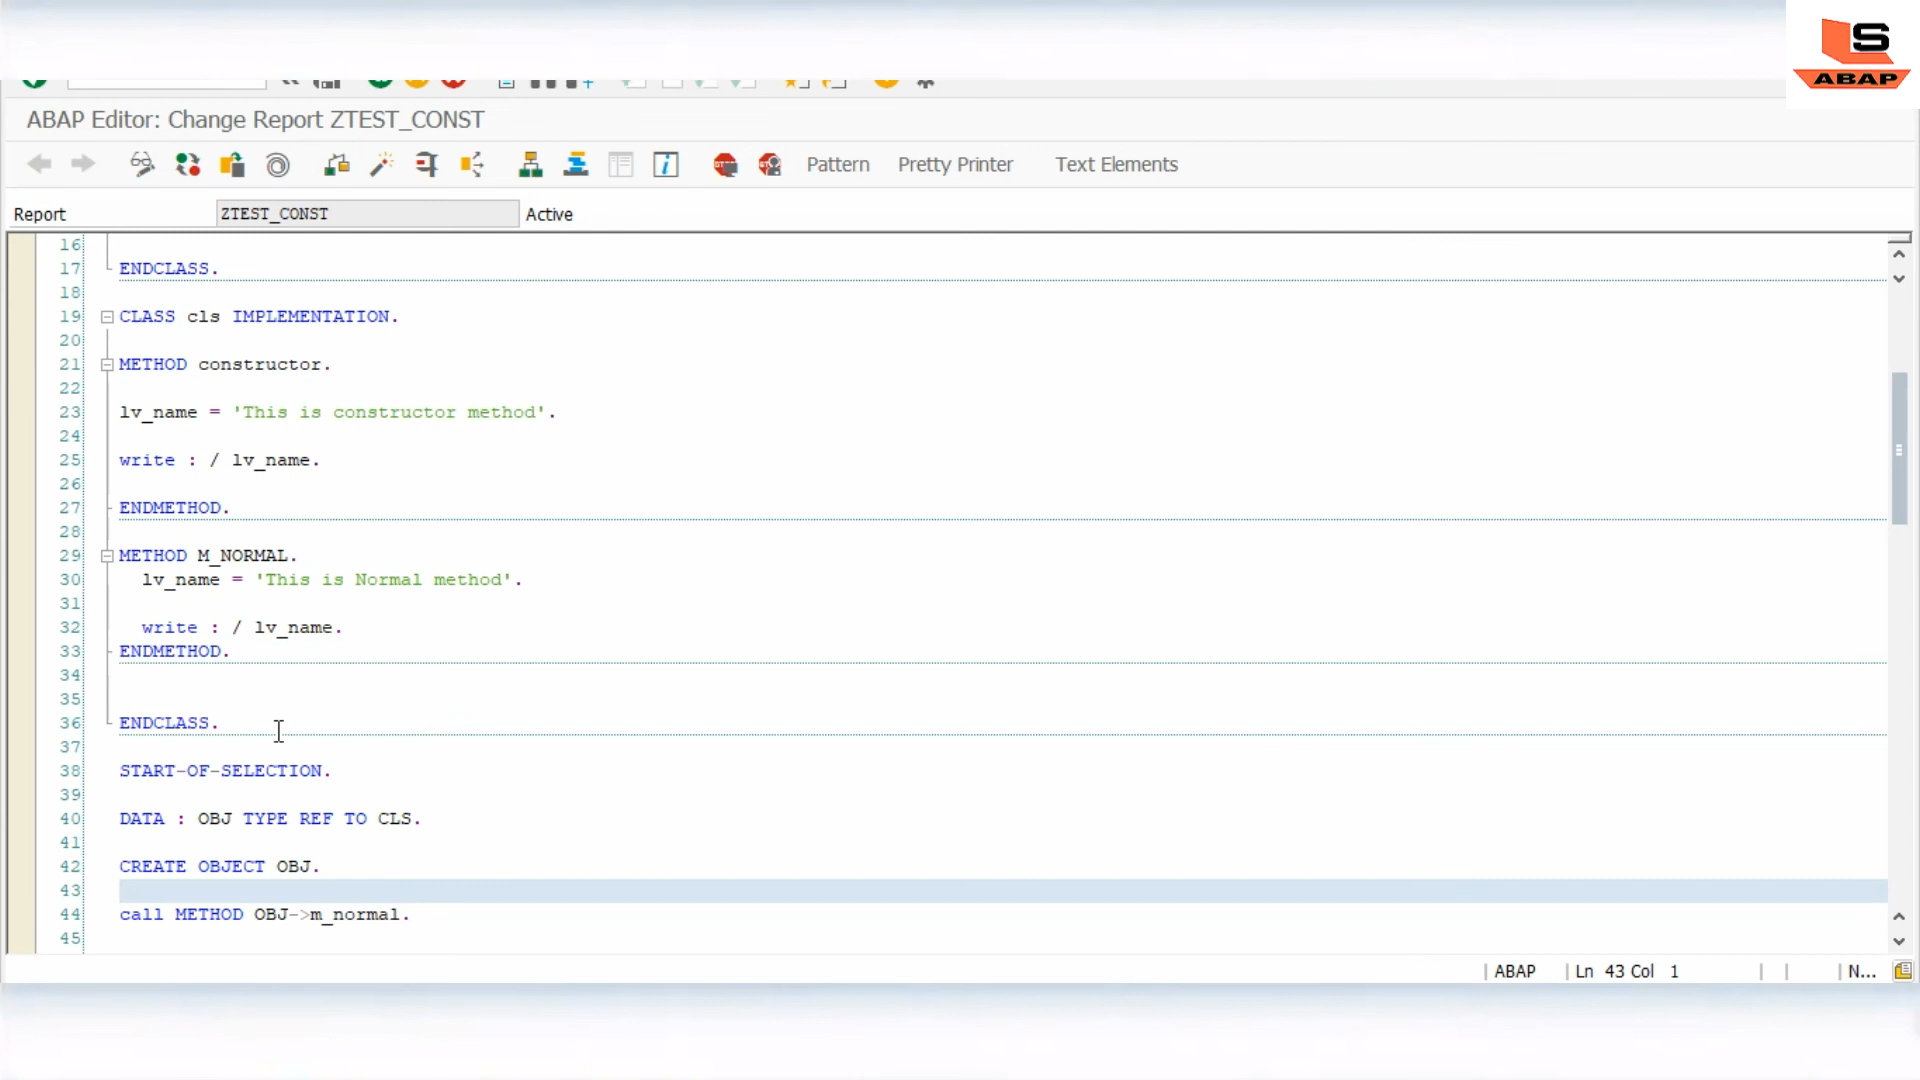 S
ABAP
ABAP Editor: Change Report ZTEST_CONST
Pattern Pretty Printer Text Elements
Report ZTEST_CONST Active
16
17 ENDCLASS.
18
19 CLASS cls IMPLEMENTATION.
20
21 METHOD constructor.
22
23 lv_name = 'This is constructor method'.
24
25 write : / lv_name.
26
27 ENDMETHOD.
28
29 METHOD M_NORMAL.
30 lv_name = 'This is Normal method'.
31
32 write : / lv_name.
33 ENDMETHOD.
34
35
36 ENDCLASS.
37
38 START-OF-SELECTION.
39
40 DATA : OBJ TYPE REF TO CLS.
41
42 CREATE OBJECT OBJ.
43
44 call METHOD OBJ->m_normal.
45
ABAP Ln 43 Col 1 N...